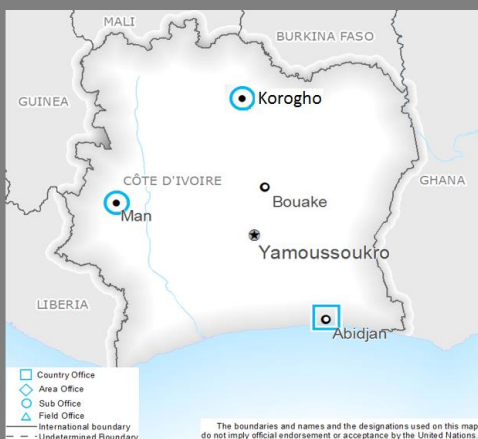 MALI
BURKINA FASO
Korogho
GUINEA
CÔTE D'IVOIRE
GHANA
Bouake
Man
Yamoussoukro
LIBERIA
Abidjan
Country Office
Area Office
Sub Office
Field Office
International boundary
Undetermined Boundary
The boundaries and names and the designations used on this map
do not imply official endorsement or acceptance by the United Nations.